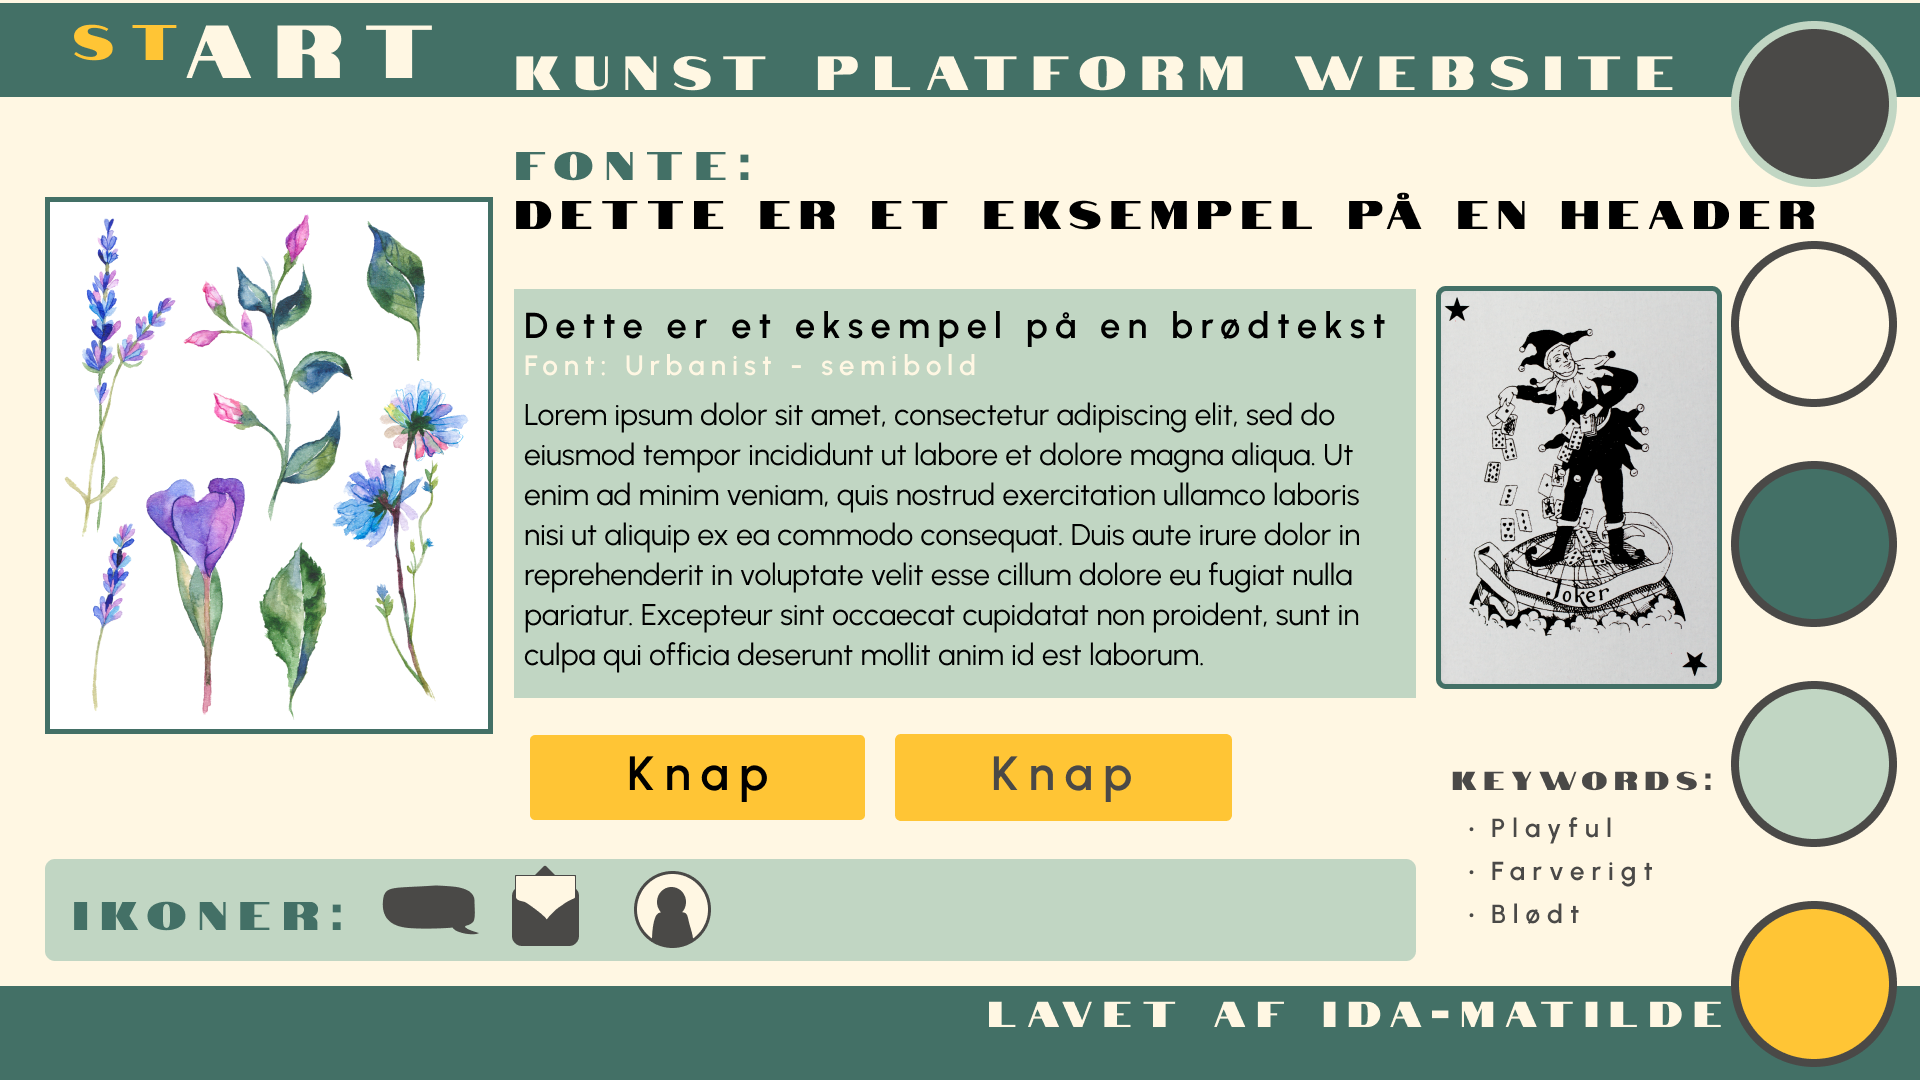 START
KUNST PLATFORM WEBSITE
FONTE:
DETTE ER ET EKSEMPEL PÅ EN HEADER
Dette er et eksempel på en brødtekst
Font: Urbanist - semibold
Lorem ipsum dolor sit amet, consectetur adipiscing elit, sed do
eiusmod tempor incididunt ut labore et dolore magna aliqua. Ut
enim ad minim veniam, quis nostrud exercitation ullamco laboris
nisi ut aliquip ex ea commodo consequat. Duis aute irure dolor in
reprehenderit in voluptate velit esse cillum dolore eu fugiat nulla
pariatur. Excepteur sint occaecat cupidatat non proident, sunt in
culpa qui officia deserunt mollit anim id est laborum.
Joker
Knap
Knap
KEYWORDS:
• Playful
• Farverigt
• Blødt
IKONER:
LAVET AF IDA-MATILDE